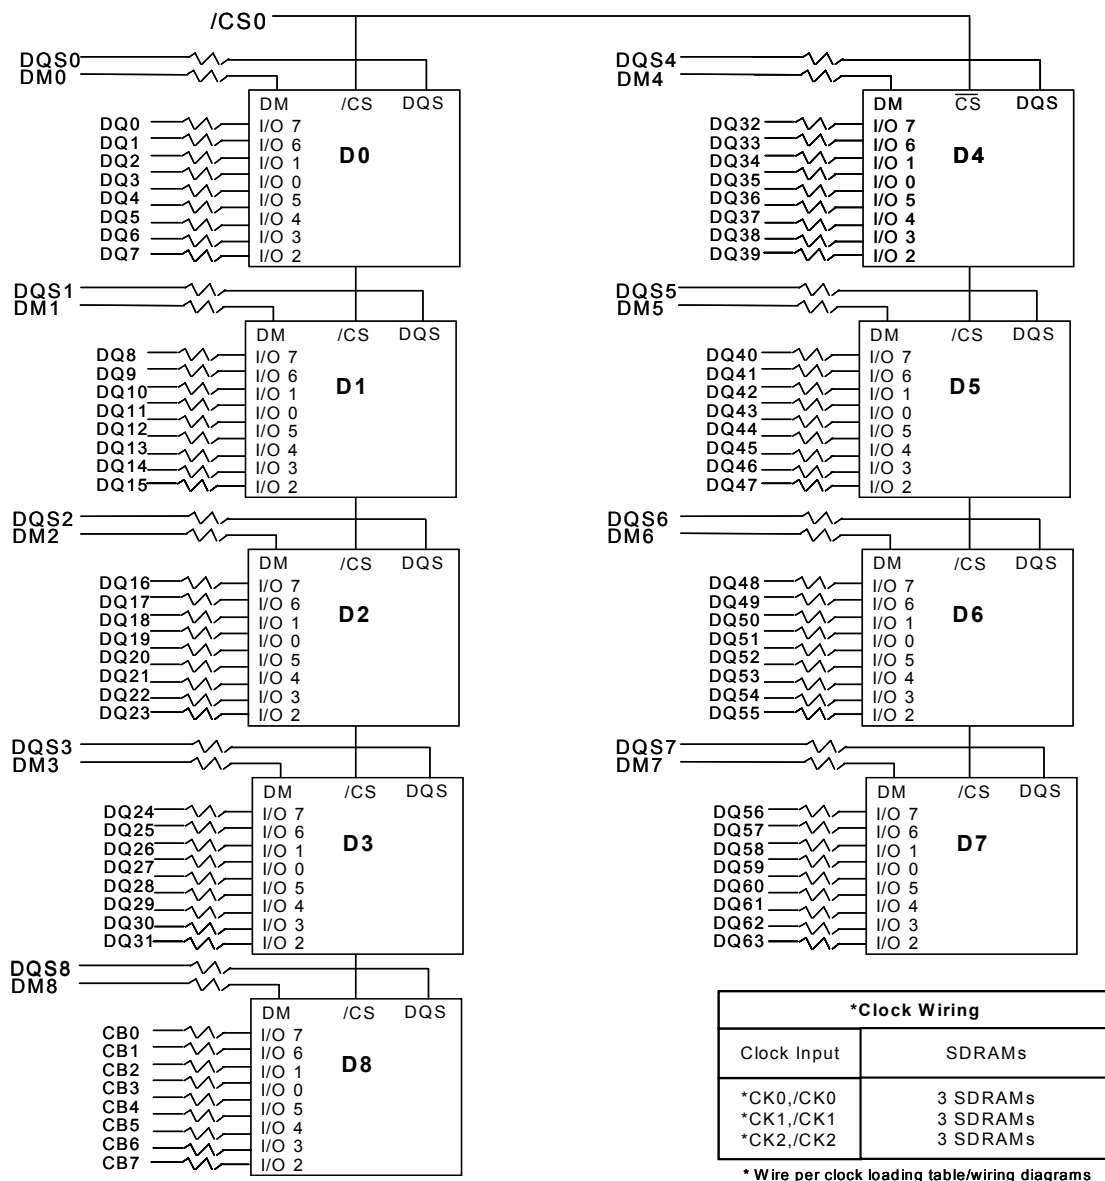 /CS0
DQS0
DM0
DM /CS DQS
DQ0 I/O 7
DQ1 I/O 6
DQ2 I/O 1
DQ3 I/O 0
DQ4 I/O 5
DQ5 I/O 4
DQ6 I/O 3
DQ7 I/O 2
D0
DQS1
DM1
DM /CS DQS
DQ8 I/O 7
DQ9 I/O 6
DQ10 I/O 1
DQ11 I/O 0
DQ12 I/O 5
DQ13 I/O 4
DQ14 I/O 3
DQ15 I/O 2
D1
DQS2
DM2
DM /CS DQS
DQ16 I/O 7
DQ17 I/O 6
DQ18 I/O 1
DQ19 I/O 0
DQ20 I/O 5
DQ21 I/O 4
DQ22 I/O 3
DQ23 I/O 2
D2
DQS3
DM3
DM /CS DQS
DQ24 I/O 7
DQ25 I/O 6
DQ26 I/O 1
DQ27 I/O 0
DQ28 I/O 5
DQ29 I/O 4
DQ30 I/O 3
DQ31 I/O 2
D3
DQS8
DM8
DM /CS DQS
CB0 I/O 7
CB1 I/O 6
CB2 I/O 1
CB3 I/O 0
CB4 I/O 5
CB5 I/O 4
CB6 I/O 3
CB7 I/O 2
D8
DQS4
DM4
DM CS DQS
DQ32 I/O 7
DQ33 I/O 6
DQ34 I/O 1
DQ35 I/O 0
DQ36 I/O 5
DQ37 I/O 4
DQ38 I/O 3
DQ39 I/O 2
D4
DQS5
DM5
DM /CS DQS
DQ40 I/O 7
DQ41 I/O 6
DQ42 I/O 1
DQ43 I/O 0
DQ44 I/O 5
DQ45 I/O 4
DQ46 I/O 3
DQ47 I/O 2
D5
DQS6
DM6
DM /CS DQS
DQ48 I/O 7
DQ49 I/O 6
DQ50 I/O 1
DQ51 I/O 0
DQ52 I/O 5
DQ53 I/O 4
DQ54 I/O 3
DQ55 I/O 2
D6
DQS7
DM7
DM /CS DQS
DQ56 I/O 7
DQ57 I/O 6
DQ58 I/O 1
DQ59 I/O 0
DQ60 I/O 5
DQ61 I/O 4
DQ62 I/O 3
DQ63 I/O 2
D7
*Clock Wiring
Clock Input SDRAMs
*CK0,/CK0 3 SDRAMs
*CK1,/CK1 3 SDRAMs
*CK2,/CK2 3 SDRAMs
* Wire per clock loading table/wiring diagrams